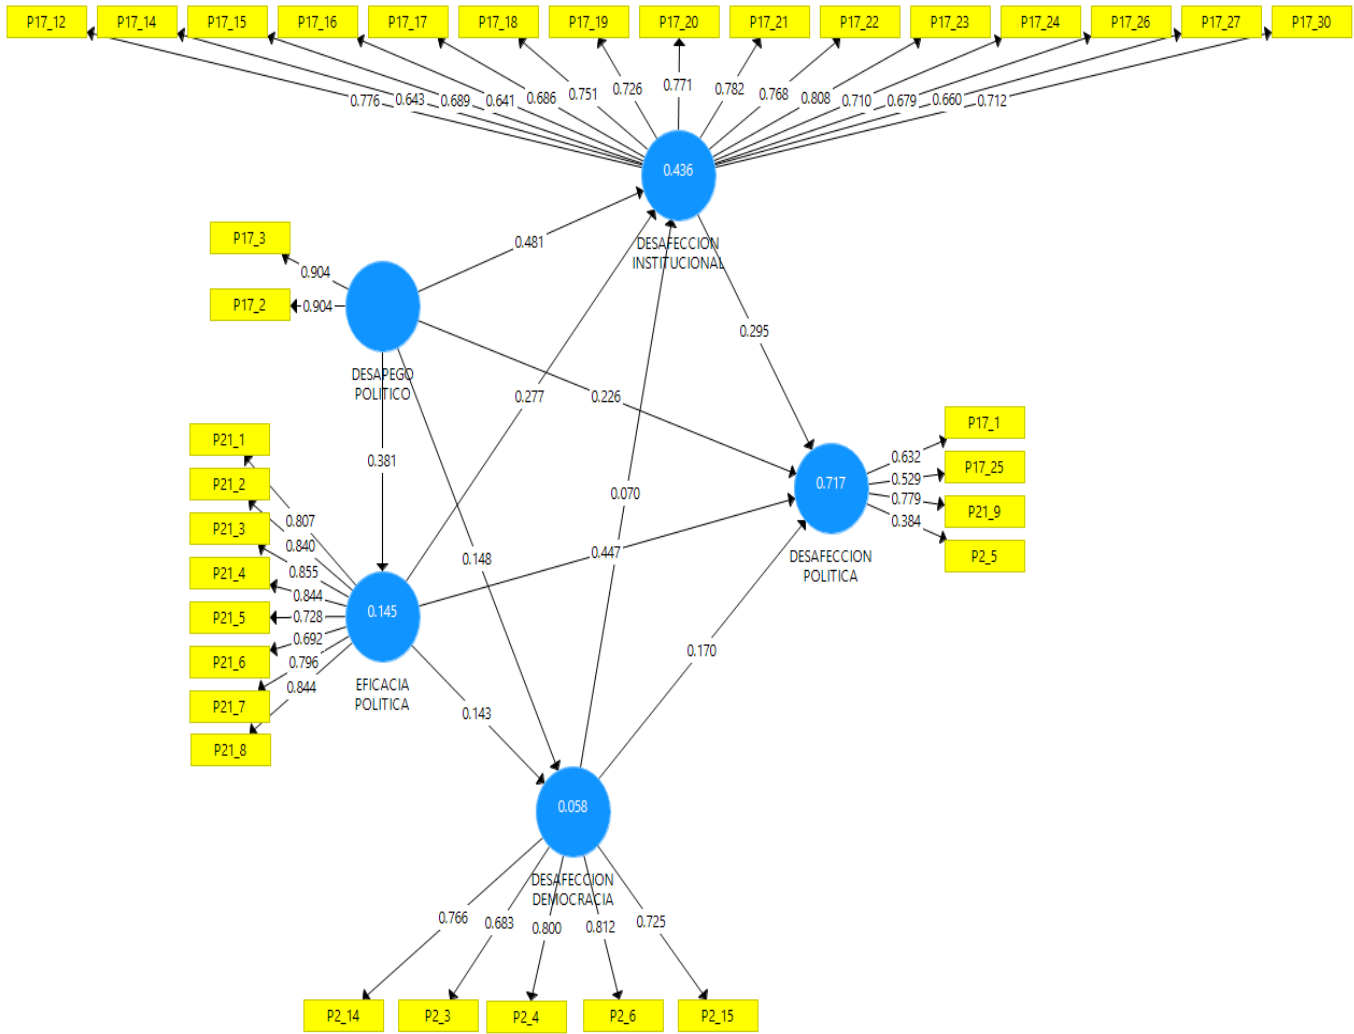 P17_12
P17_14
P17_15
P17_16
P17_17
P17_18
P17_19
P17_20
P17_21
P17_22
P17_23
P17_24
P17_26
P17_27
P17_30
0.776
0.643
0.689
0.641
0.686
0.751
0.726
0.771
0.782
0.768
0.808
0.710
0.679
0.660
0.712
0.436
DESAFECCION
INSTITUCIONAL
P17_3
P17_2
0.904
0.904
DESAPEGO
POLITICO
0.481
0.295
0.277
0.226
0.381
0.148
0.070
0.447
0.143
0.170
P21_1
P21_2
P21_3
P21_4
P21_5
P21_6
P21_7
P21_8
0.807
0.840
0.855
0.844
0.728
0.692
0.796
0.844
0.145
EFICACIA
POLITICA
0.717
DESAFECCION
POLITICA
0.632
0.529
0.779
0.384
P17_1
P17_25
P21_9
P2_5
0.058
DESAFECCION
DEMOCRACIA
0.766
0.683
0.800
0.812
0.725
P2_14
P2_3
P2_4
P2_6
P2_15